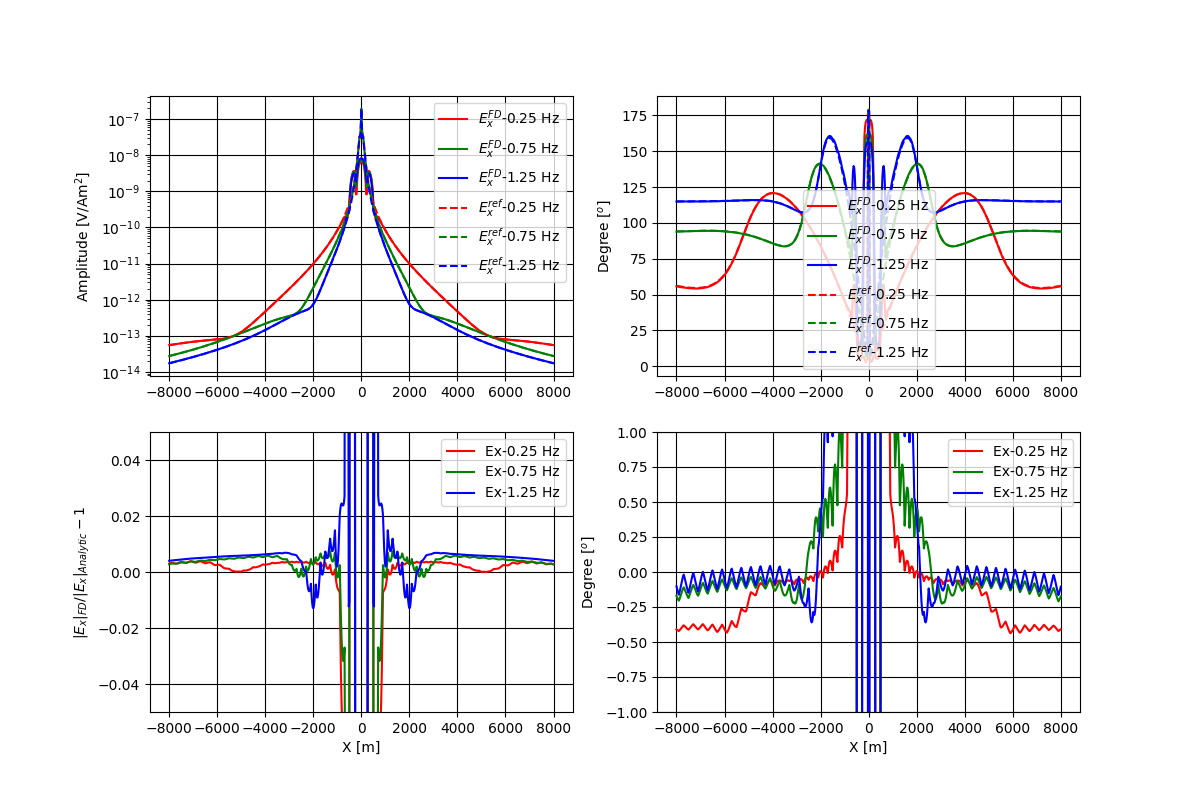 Amplitude [V/Am²]
10⁻⁷
10⁻⁸
10⁻⁹
10⁻¹⁰
10⁻¹¹
10⁻¹²
10⁻¹³
10⁻¹⁴
−8000 −6000 −4000 −2000 0 2000 4000 6000 8000
E_x^FD-0.25 Hz
E_x^FD-0.75 Hz
E_x^FD-1.25 Hz
E_x^ref-0.25 Hz
E_x^ref-0.75 Hz
E_x^ref-1.25 Hz
Degree [º]
175
150
125
100
75
50
25
0
−8000 −6000 −4000 −2000 0 2000 4000 6000 8000
E_x^FD-0.25 Hz
E_x^FD-0.75 Hz
E_x^FD-1.25 Hz
E_x^ref-0.25 Hz
E_x^ref-0.75 Hz
E_x^ref-1.25 Hz
|E_x|_FD/|E_x|_Analytic − 1
0.04
0.02
0.00
−0.02
−0.04
−8000 −6000 −4000 −2000 0 2000 4000 6000 8000
X [m]
Ex-0.25 Hz
Ex-0.75 Hz
Ex-1.25 Hz
Degree [º]
1.00
0.75
0.50
0.25
0.00
−0.25
−0.50
−0.75
−1.00
−8000 −6000 −4000 −2000 0 2000 4000 6000 8000
X [m]
Ex-0.25 Hz
Ex-0.75 Hz
Ex-1.25 Hz